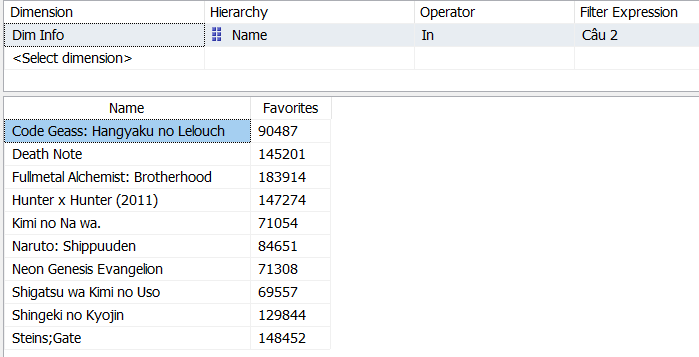 Dimension Hierarchy Operator Filter Expression
Dim Info Name In Câu 2
<Select dimension>
Name Favorites
Code Geass: Hangyaku no Lelouch 90487
Death Note 145201
Fullmetal Alchemist: Brotherhood 183914
Hunter x Hunter (2011) 147274
Kimi no Na wa. 71054
Naruto: Shippuuden 84651
Neon Genesis Evangelion 71308
Shigatsu wa Kimi no Uso 69557
Shingeki no Kyojin 129844
Steins;Gate 148452